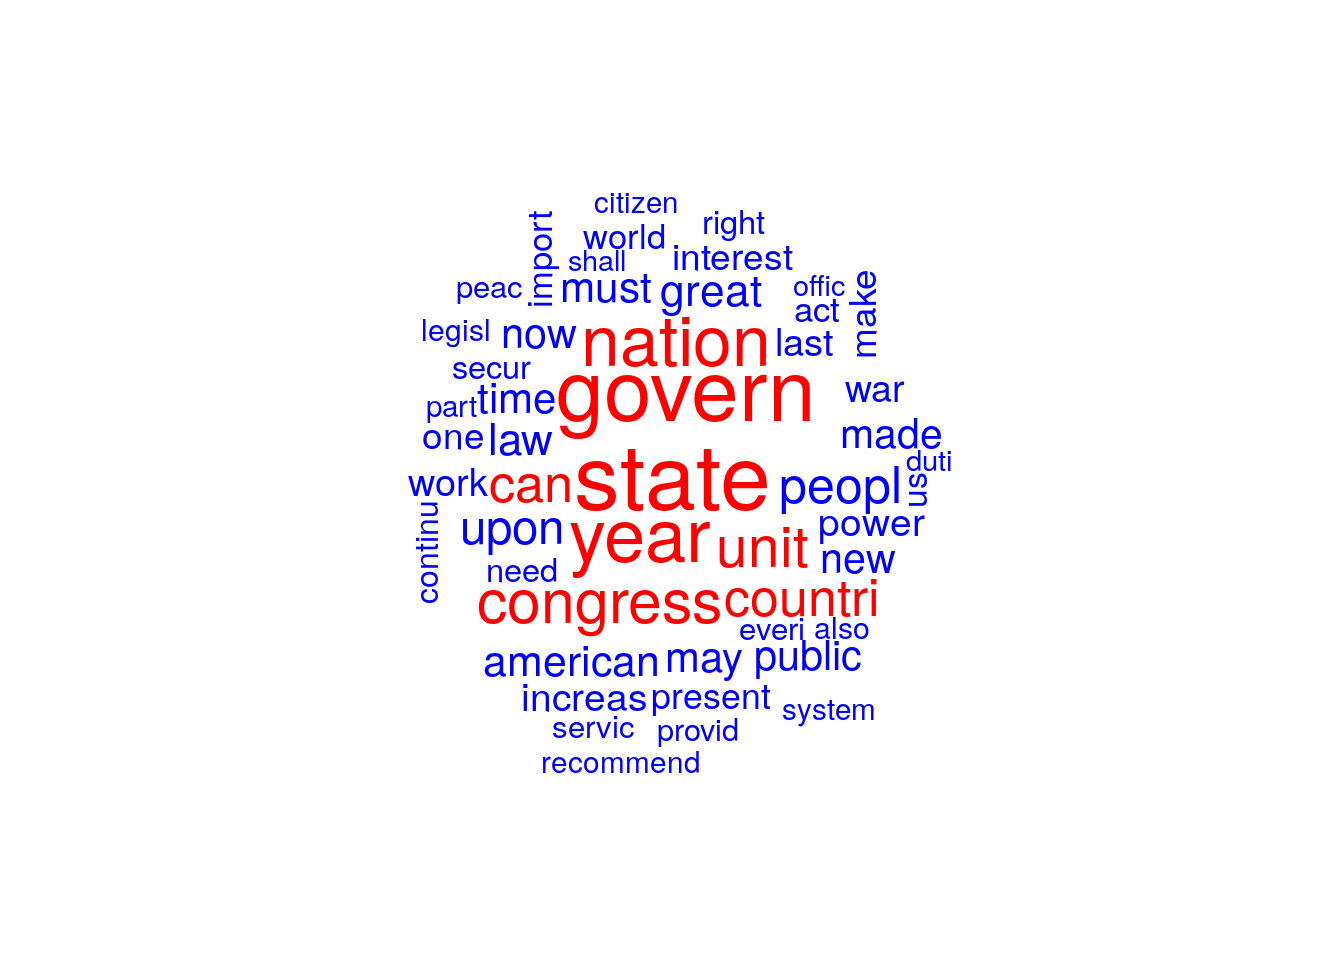 citizen
right
import
world
shall
interest
peac
must
great
offic
act
make
legisl
now
nation
last
secur
govern
war
part
time
one
law
made
duti
work
can
state
peopl
us
continu
upon
year
unit
power
new
need
congress
countri
everi
also
american
may
public
increas
present
system
servic
provid
recommend